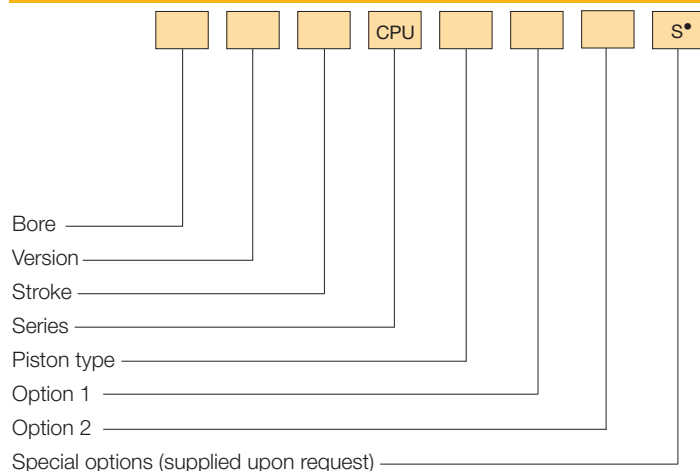 CPU S•
Bore
Version
Stroke
Series
Piston type
Option 1
Option 2
Special options (supplied upon request)